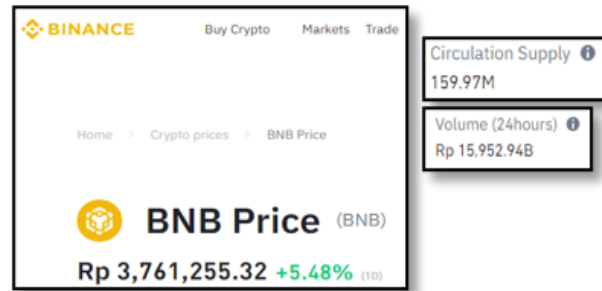 BINANCE Buy Crypto Markets Trade
Home > Crypto prices > BNB Price
BNB Price (BNB)
Rp 3,761,255.32 +5.48% (1D)
Circulation Supply
159.97M
Volume (24hours)
Rp 15,952.94B